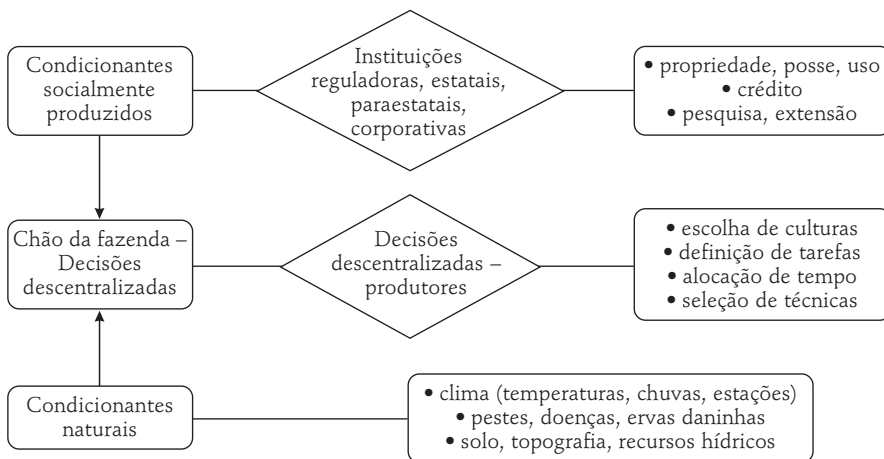 Condicionantes
socialmente
produzidos
Instituições
reguladoras, estatais,
paraestatais,
corporativas
• propriedade, posse, uso
• crédito
• pesquisa, extensão
Chão da fazenda –
Decisões
descentralizadas
Decisões
descentralizadas –
produtores
• escolha de culturas
• definição de tarefas
• alocação de tempo
• seleção de técnicas
Condicionantes
naturais
• clima (temperaturas, chuvas, estações)
• pestes, doenças, ervas daninhas
• solo, topografia, recursos hídricos